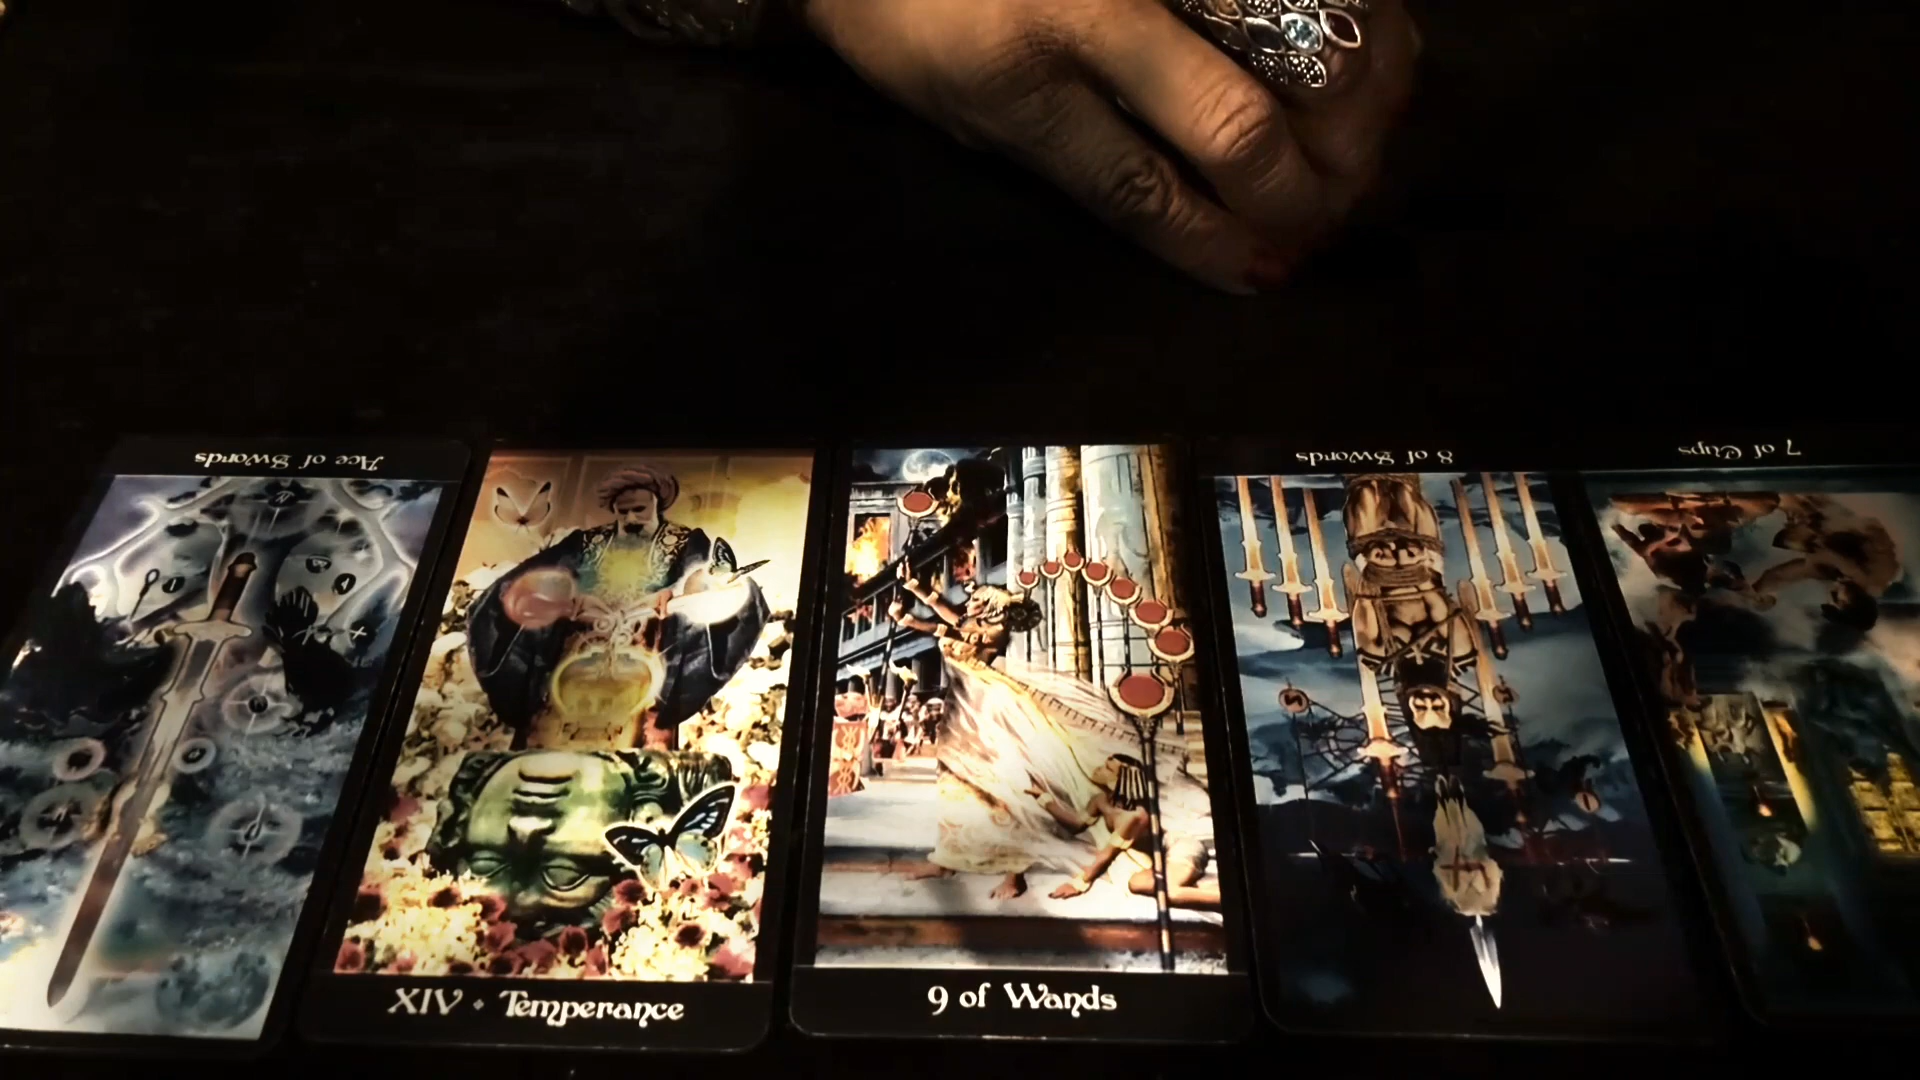 Ace of Swords
XIV • Temperance
9 of Wands
8 of Swords
7 of Cups